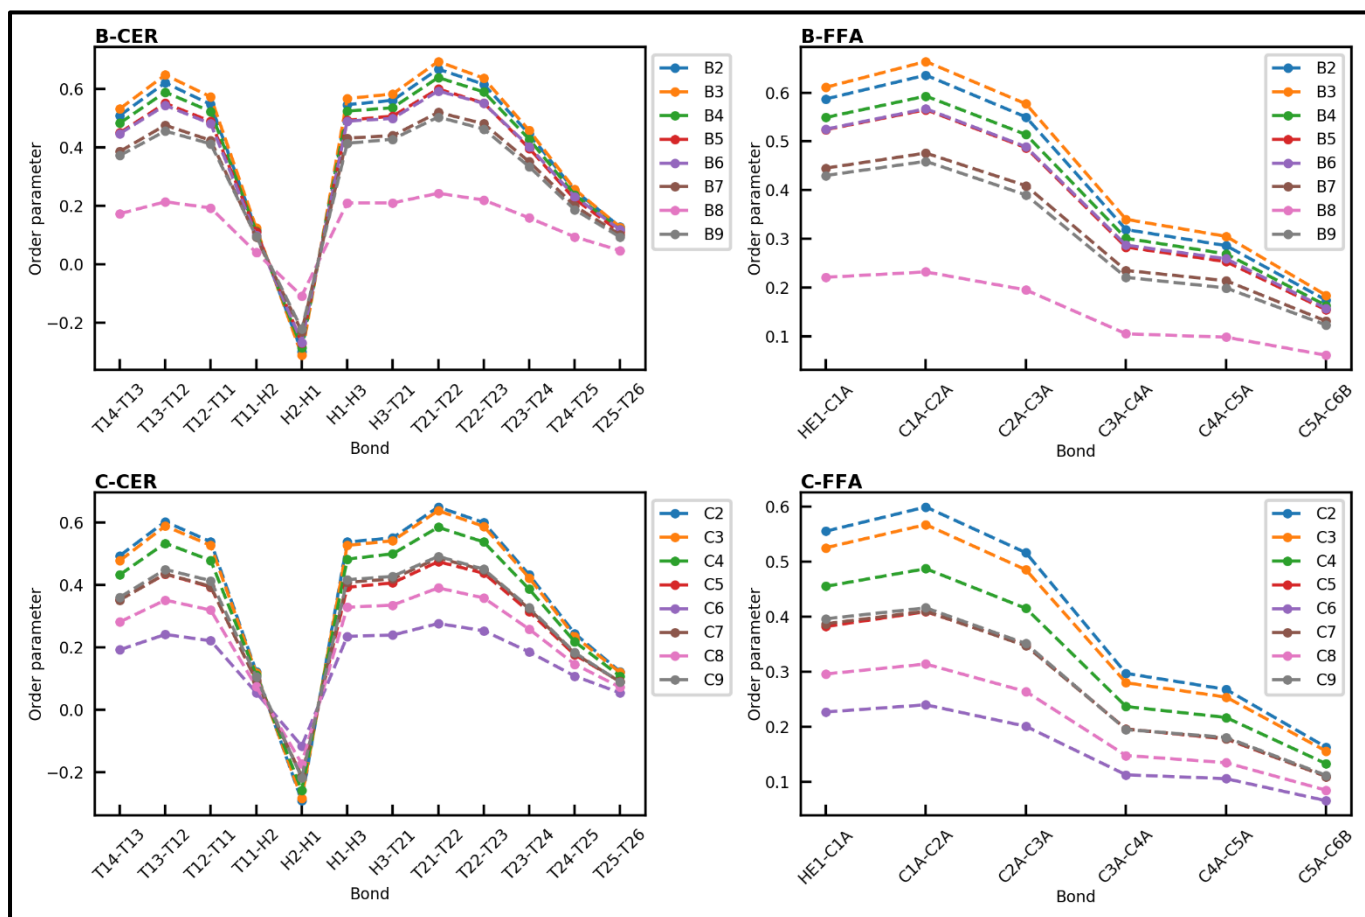 B-CER
Order parameter
0.6
0.4
0.2
0.0
−0.2
T14-T13
T13-T12
T12-T11
T11-H2
H2-H1
H1-H3
H3-T21
T21-T22
T22-T23
T23-T24
T24-T25
T25-T26
Bond
B2
B3
B4
B5
B6
B7
B8
B9
B-FFA
Order parameter
0.6
0.5
0.4
0.3
0.2
0.1
HE1-C1A
C1A-C2A
C2A-C3A
C3A-C4A
C4A-C5A
C5A-C6B
Bond
B2
B3
B4
B5
B6
B7
B8
B9
C-CER
Order parameter
0.6
0.4
0.2
0.0
−0.2
T14-T13
T13-T12
T12-T11
T11-H2
H2-H1
H1-H3
H3-T21
T21-T22
T22-T23
T23-T24
T24-T25
T25-T26
Bond
C2
C3
C4
C5
C6
C7
C8
C9
C-FFA
Order parameter
0.6
0.5
0.4
0.3
0.2
0.1
HE1-C1A
C1A-C2A
C2A-C3A
C3A-C4A
C4A-C5A
C5A-C6B
Bond
C2
C3
C4
C5
C6
C7
C8
C9